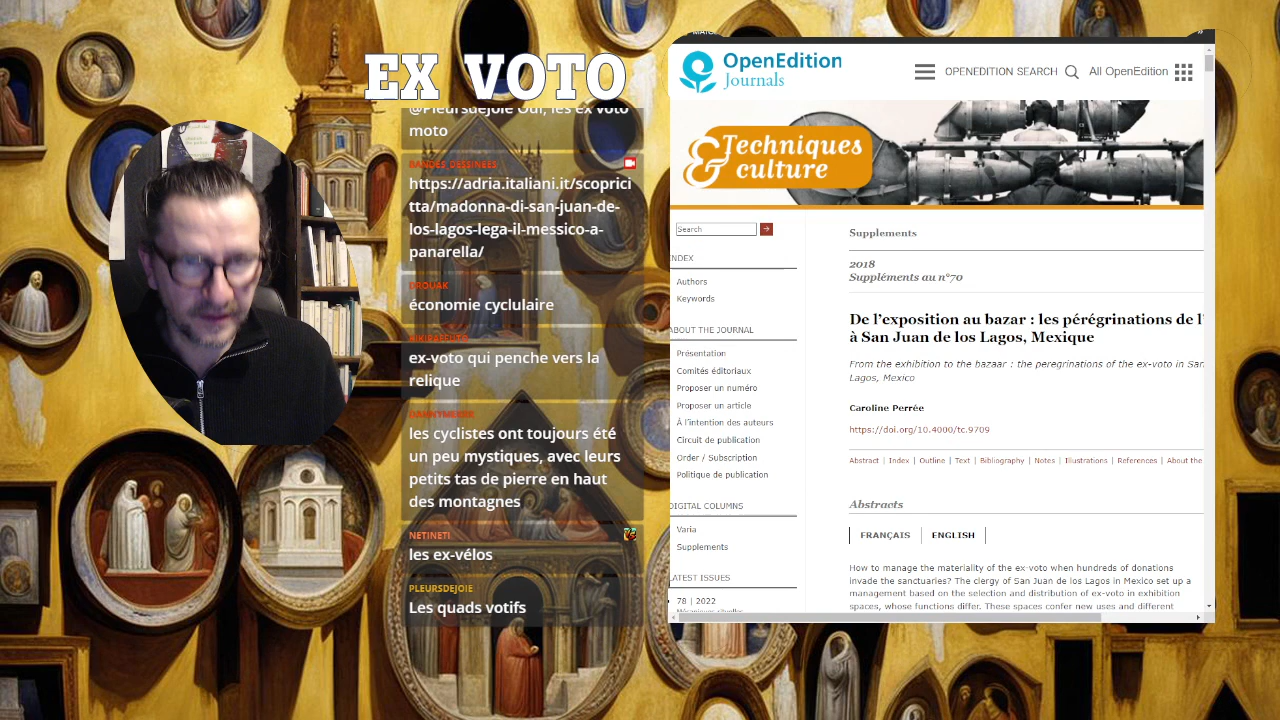 EX VOTO
@Pleursdejoie Oui, les ex voto
moto
BANDES_DESSINEES
https://adria.italiani.it/scoprici
tta/madonna-di-san-juan-de-
los-lagos-lega-il-messico-a-
panarella/
économie cyclulaire
ex-voto qui penche vers la
relique
les cyclistes ont toujours été
un peu mystiques, avec leurs
petits tas de pierre en haut
des montagnes
NETINETI
les ex-vélos
PLEURSDEJOIE
Les quads votifs
OpenEdition
Journals
OPENEDITION SEARCH
All OpenEdition
Techniques
& culture
Search
INDEX
Authors
Keywords
ABOUT THE JOURNAL
Présentation
Comités éditoriaux
Proposer un numéro
Proposer un article
À l'intention des auteurs
Circuit de publication
Order / Subscription
Politique de publication
DIGITAL COLUMNS
Varia
Supplements
LATEST ISSUES
78 | 2022
Supplements
2018
Suppléments au n°70
De l'exposition au bazar : les pérégrinations de l'
à San Juan de los Lagos, Mexique
From the exhibition to the bazaar : the peregrinations of the ex-voto in San
Lagos, Mexico
Caroline Perrée
https://doi.org/10.4000/tc.9709
Abstract | Index | Outline | Text | Bibliography | Notes | Illustrations | References | About the
Abstracts
FRANÇAIS | ENGLISH
How to manage the materiality of the ex-voto when hundreds of donations
invade the sanctuaries? The clergy of San Juan de los Lagos has set up a
management based on the selection and distribution of ex-voto in exhibition
spaces, whose functions differ. These spaces confer new uses and different